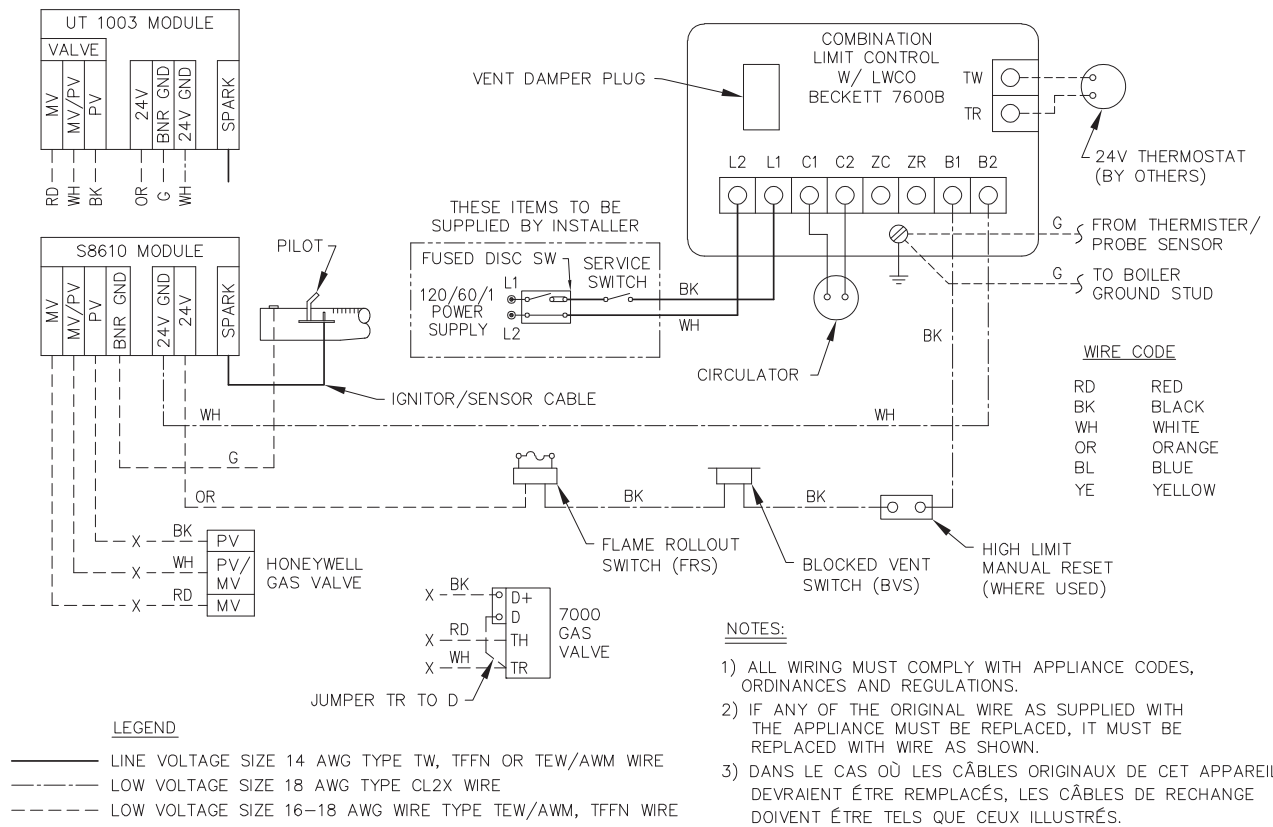 UT 1003 MODULE
VALVE
MV
MV/PV
PV
24V
BNR GND
24V GND
SPARK
RD
WH
BK
OR
G
WH
S8610 MODULE
MV
MV/PV
PV
BNR GND
24V GND
24V
SPARK
PILOT
IGNITOR/SENSOR CABLE
VENT DAMPER PLUG
COMBINATION
LIMIT CONTROL
W/ LWCO
BECKETT 7600B
TW
TR
24V THERMOSTAT
(BY OTHERS)
L2 L1 C1 C2 ZC ZR B1 B2
THESE ITEMS TO BE
SUPPLIED BY INSTALLER
FUSED DISC SW
SERVICE
SWITCH
L1
120/60/1
POWER
SUPPLY
L2
BK
WH
G
FROM THERMISTER/
PROBE SENSOR
G
TO BOILER
GROUND STUD
BK
CIRCULATOR
WIRE CODE
RD RED
BK BLACK
WH WHITE
OR ORANGE
BL BLUE
YE YELLOW
WH
WH
G
OR
BK
BK
FLAME ROLLOUT
SWITCH (FRS)
BLOCKED VENT
SWITCH (BVS)
HIGH LIMIT
MANUAL RESET
(WHERE USED)
X BK PV
X WH PV/
MV
X RD MV
HONEYWELL
GAS VALVE
X BK D+
D
X RD TH
X WH TR
7000
GAS
VALVE
JUMPER TR TO D
NOTES:
1) ALL WIRING MUST COMPLY WITH APPLIANCE CODES,
ORDINANCES AND REGULATIONS.
2) IF ANY OF THE ORIGINAL WIRE AS SUPPLIED WITH
THE APPLIANCE MUST BE REPLACED, IT MUST BE
REPLACED WITH WIRE AS SHOWN.
3) DANS LE CAS OÙ LES CÂBLES ORIGINAUX DE CET APPAREIL
DEVRAIENT ÉTRE REMPLACÉS, LES CÂBLES DE RECHANGE
DOIVENT ÉTRE TELS QUE CEUX ILLUSTRÉS.
LEGEND
LINE VOLTAGE SIZE 14 AWG TYPE TW, TFFN OR TEW/AWM WIRE
LOW VOLTAGE SIZE 18 AWG TYPE CL2X WIRE
LOW VOLTAGE SIZE 16-18 AWG WIRE TYPE TEW/AWM, TFFN WIRE